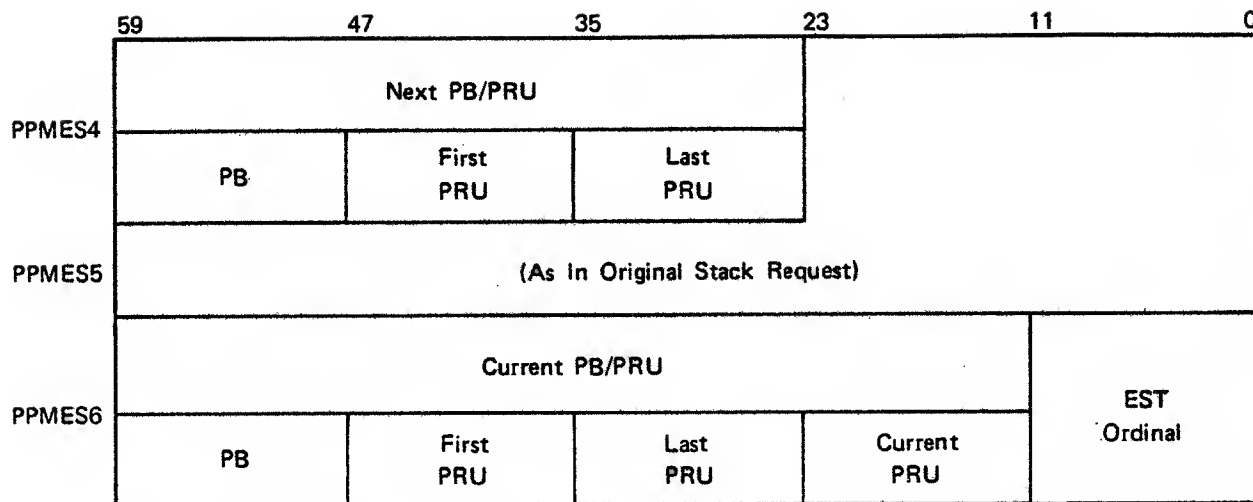 59 47 35 23 11 0
Next PB/PRU
PPMES4
PB First PRU Last PRU
PPMES5 (As In Original Stack Request)
Current PB/PRU
PPMES6
EST Ordinal
PB First PRU Last PRU Current PRU